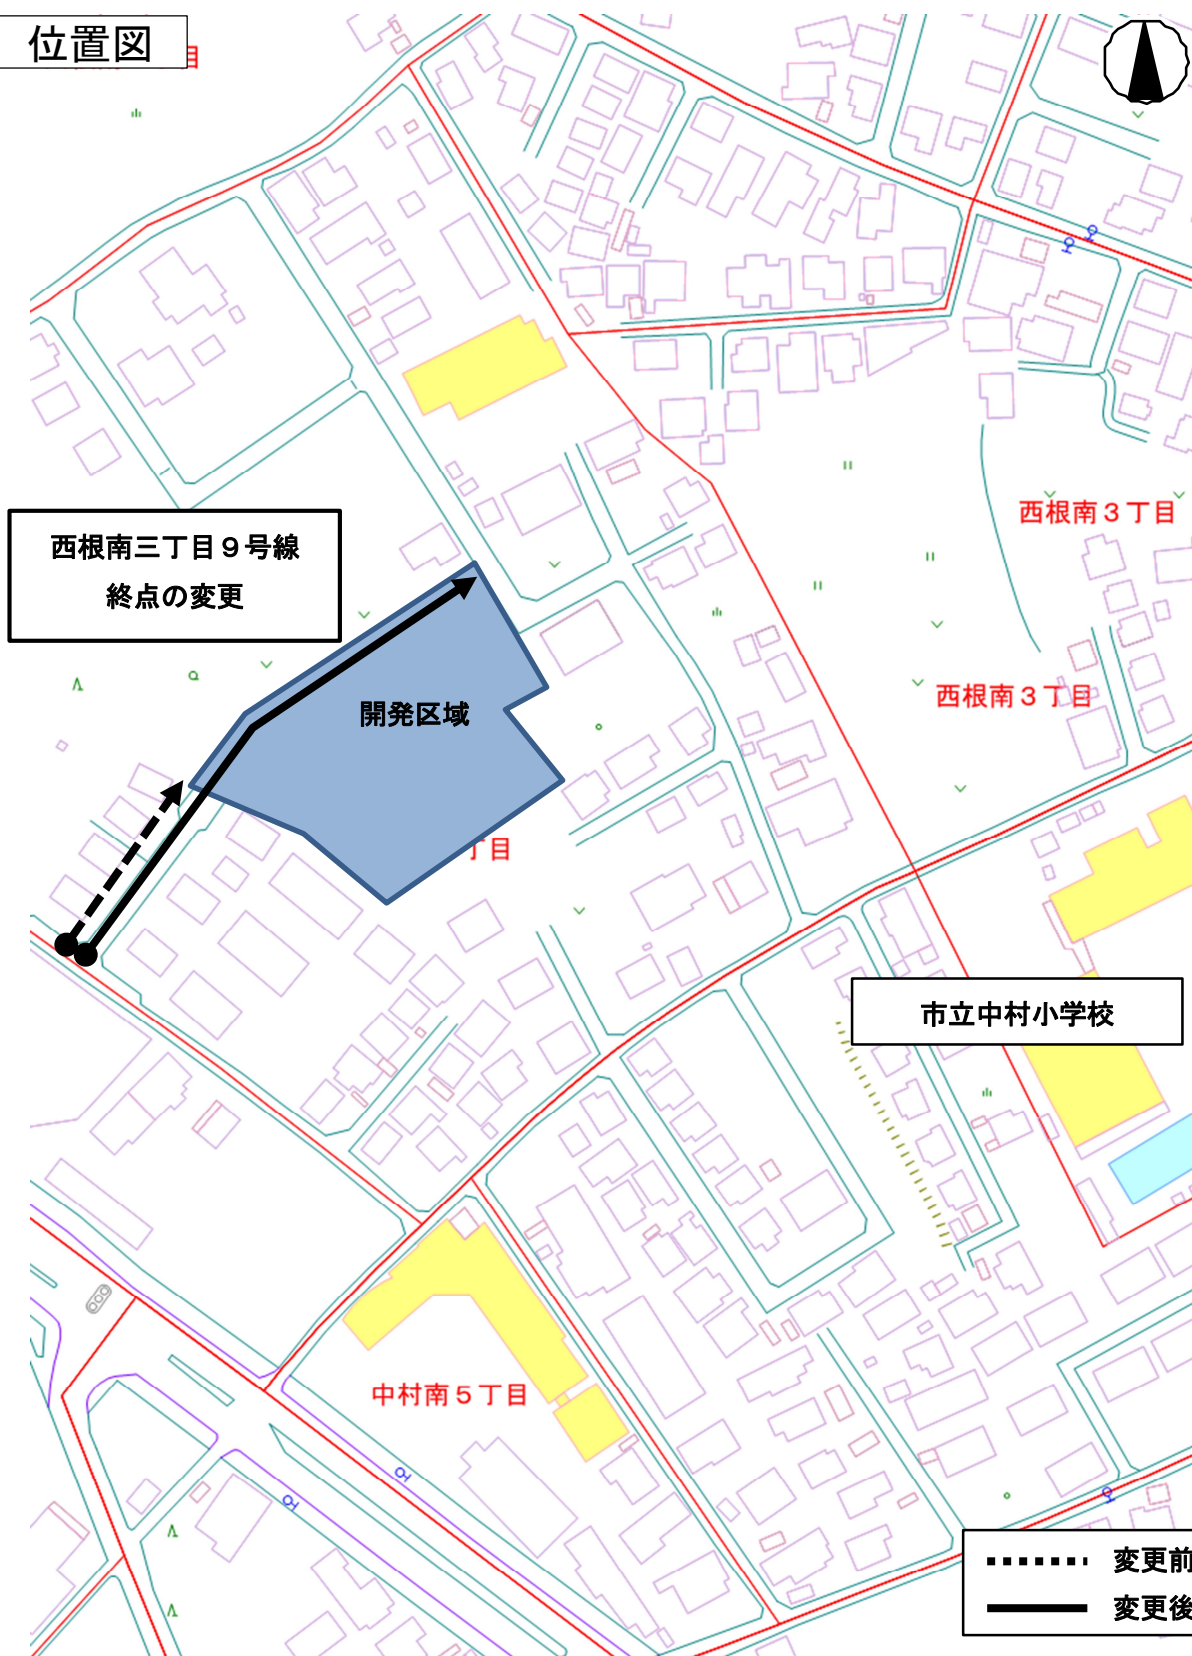 位置図
目
西根南３丁目
西根南三丁目９号線
終点の変更
西根南３丁目
開発区域
丁目
市立中村小学校
中村南５丁目
変更前
変更後